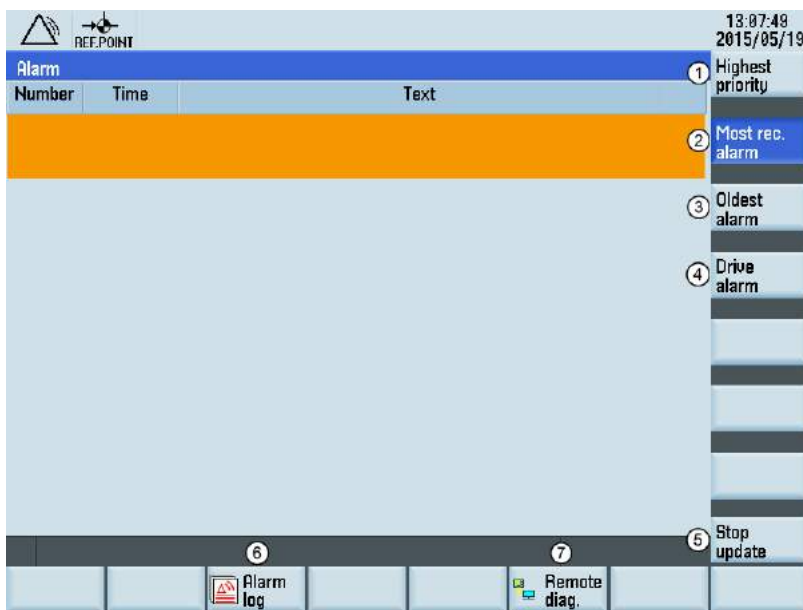 13:07:49
2015/05/19
REF.POINT
Alarm
Number Time Text
1 Highest
priority
2 Most rec.
alarm
3 Oldest
alarm
4 Drive
alarm
5 Stop
update
6 7
Alarm
log
Remote
diag.